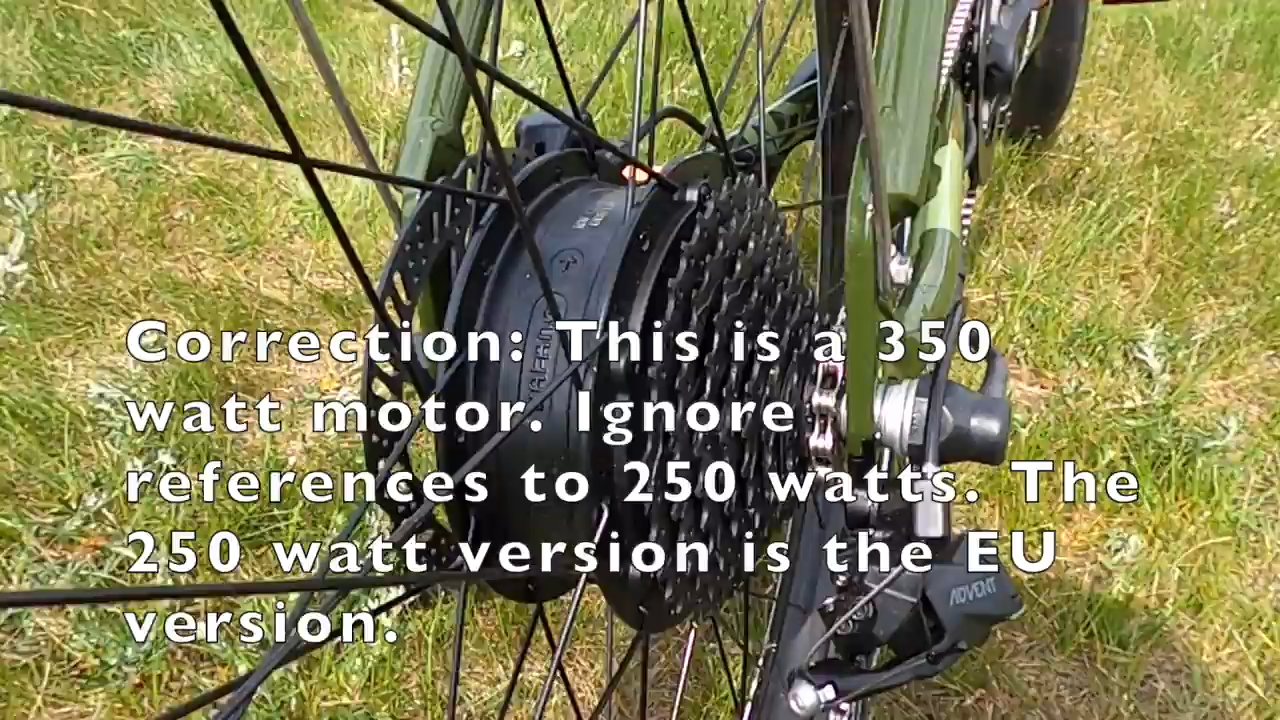 Correction: This is a 350
watt motor. Ignore
references to 250 watts. The
250 watt version is the EU
version.
ADVENT